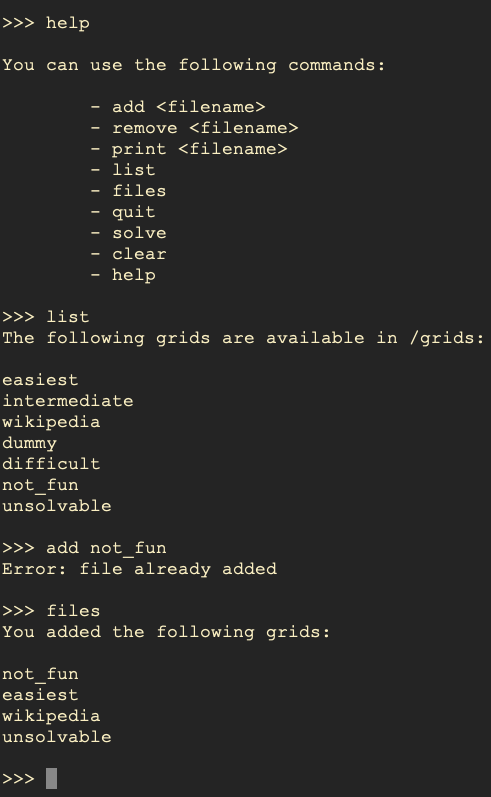 >>> help
You can use the following commands:
- add <filename>
- remove <filename>
- print <filename>
- list
- files
- quit
- solve
- clear
- help
>>> list
The following grids are available in /grids:
easiest
intermediate
wikipedia
dummy
difficult
not_fun
unsolvable
>>> add not_fun
Error: file already added
>>> files
You added the following grids:
not_fun
easiest
wikipedia
unsolvable
>>>